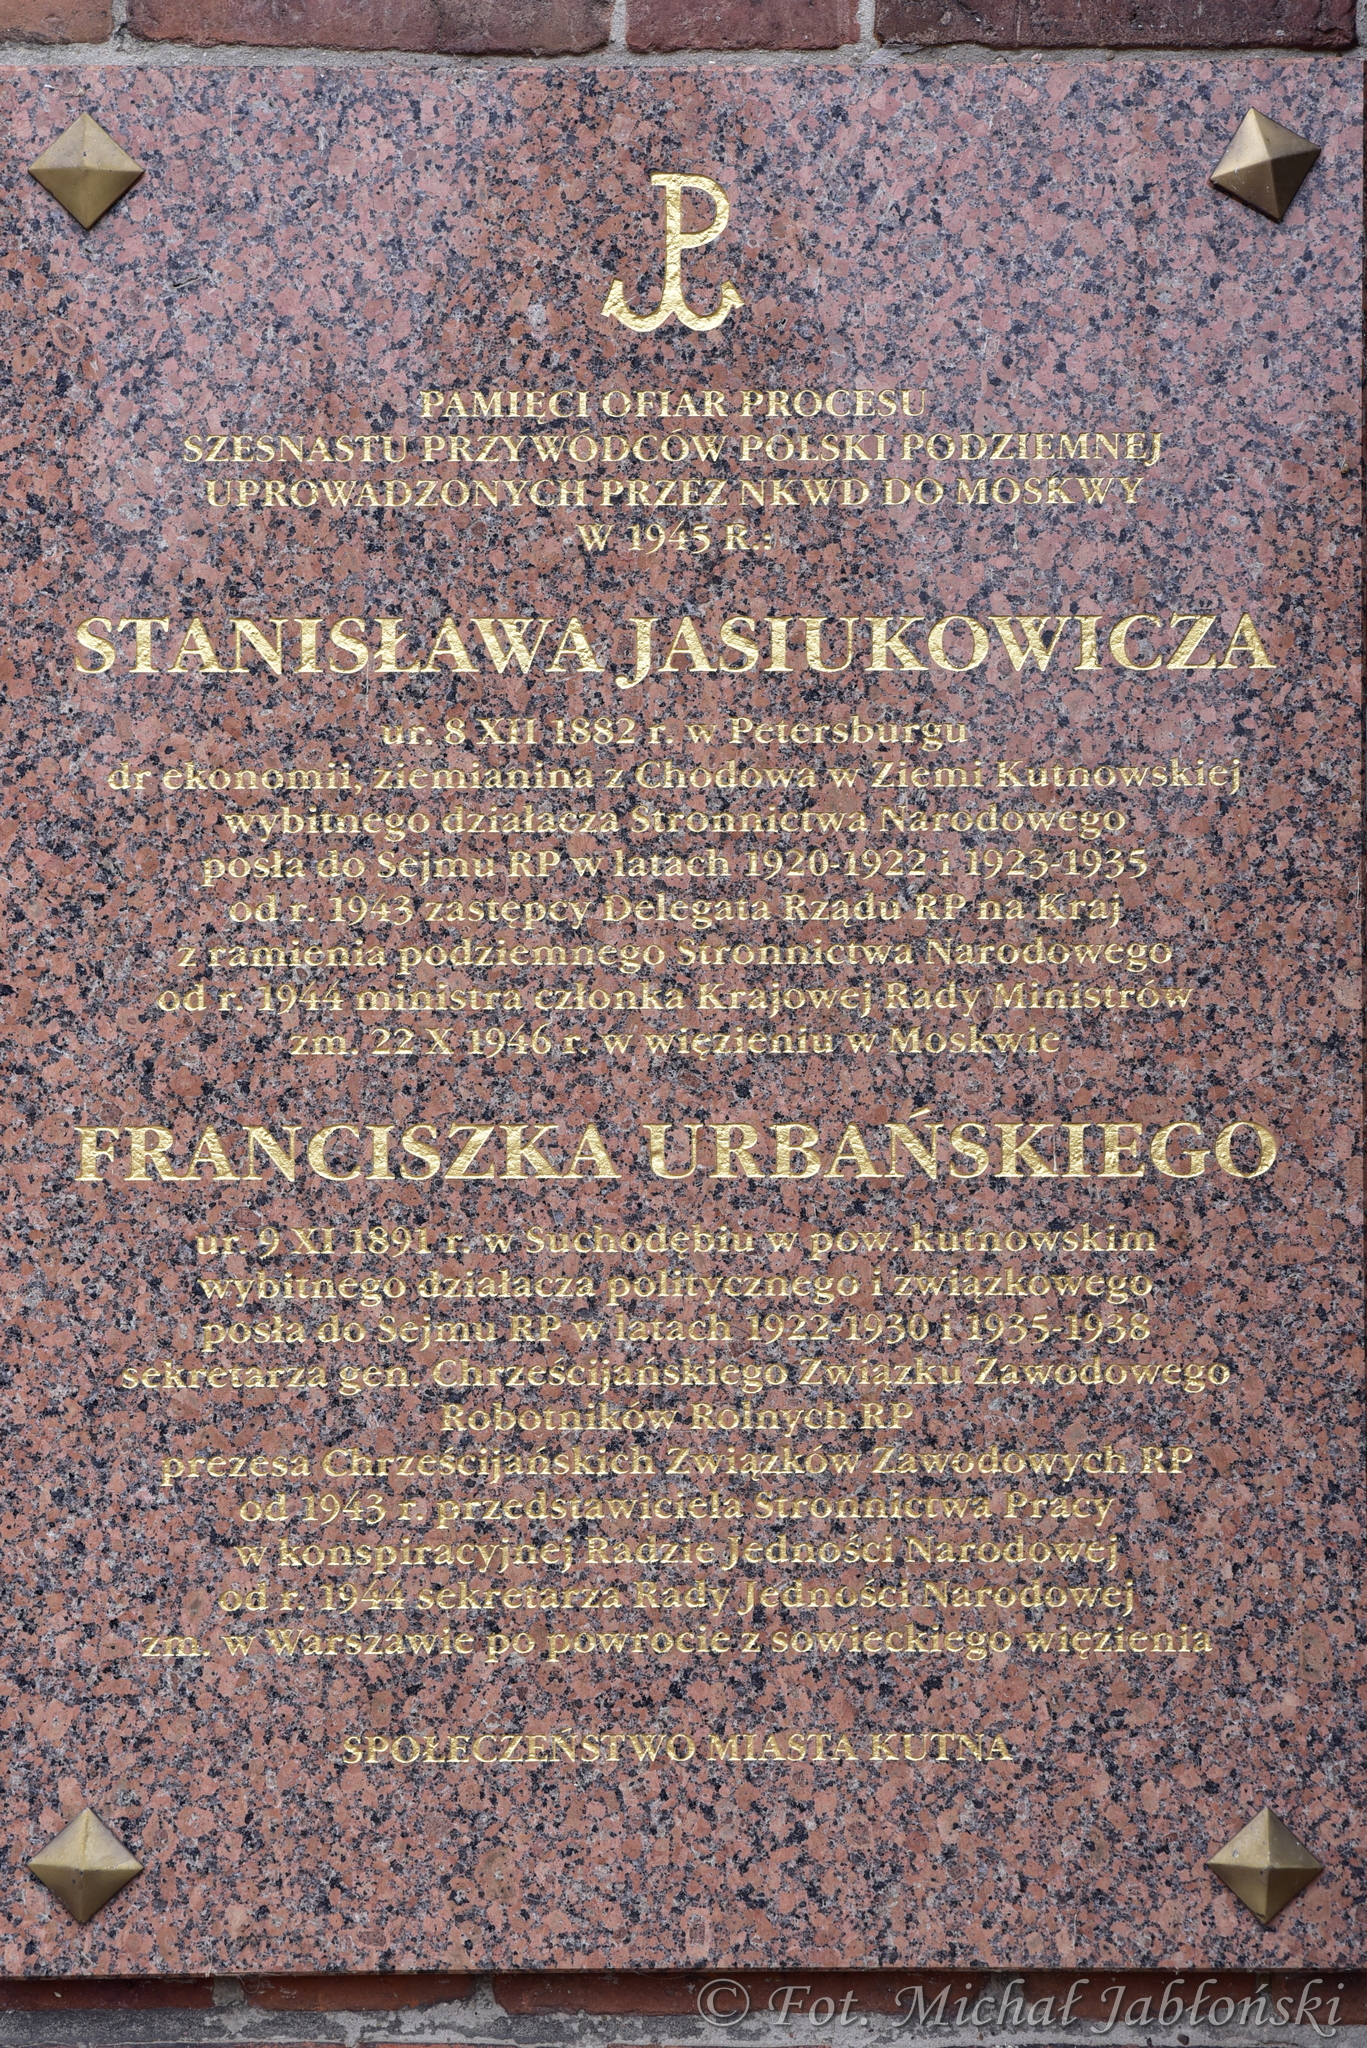 PAMIĘCI OFIAR PROCESU
SZESNASTU PRZYWÓDCÓW POLSKI PODZIEMNEJ
UPROWADZONYCH PRZEZ NKWD DO MOSKWY
W 1945 R.:
STANISŁAWA JASIUKOWICZA
ur. 8 XII 1882 r. w Petersburgu
dr ekonomii, ziemianina z Chodowa w Ziemi Kutnowskiej
wybitnego działacza Stronnictwa Narodowego
posła do Sejmu RP w latach 1920-1922 i 1923-1935
od r. 1943 zastępcy Delegata Rządu RP na Kraj
z ramienia podziemnego Stronnictwa Narodowego
od r. 1944 ministra członka Krajowej Rady Ministrów
zm. 22 X 1946 r. w więzieniu w Moskwie
FRANCISZKA URBAŃSKIEGO
ur. 9 XI 1891 r. w Suchodębiu w pow. kutnowskim
wybitnego działacza politycznego i związkowego
posła do Sejmu RP w latach 1922-1930 i 1935-1938
sekretarza gen. Chrześcijańskiego Związku Zawodowego
Robotników Rolnych RP
prezesa Chrześcijańskich Związków Zawodowych RP
od 1943 r. przedstawiciela Stronnictwa Pracy
w konspiracyjnej Radzie Jedności Narodowej
od r. 1944 sekretarza Rady Jedności Narodowej
zm. w Warszawie po powrocie z sowieckiego więzienia
SPOŁECZEŃSTWO MIASTA KUTNA
© Fot. Michał Jabłoński